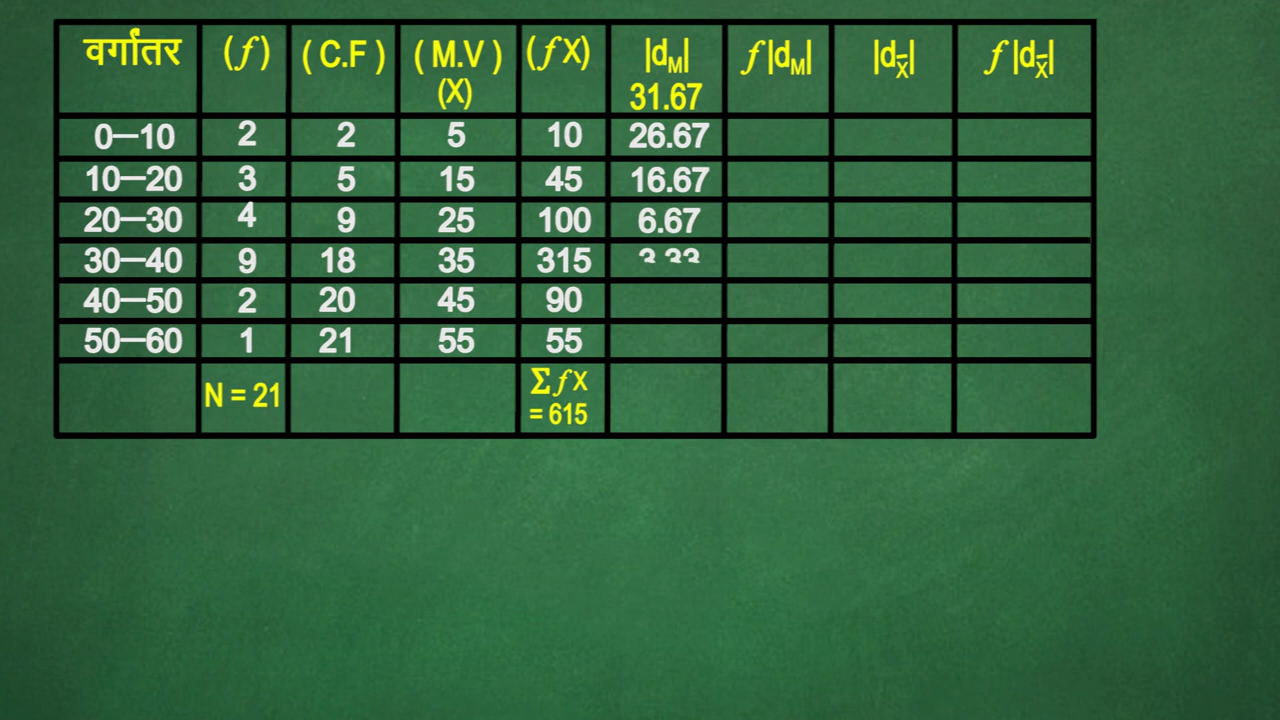 वर्गांतर (f) ( C.F ) ( M.V ) (X) (fX) |dM| 31.67 f|dM| |dX̄| f|dX̄|
0–10 2 2 5 10 26.67
10–20 3 5 15 45 16.67
20–30 4 9 25 100 6.67
30–40 9 18 35 315
40–50 2 20 45 90
50–60 1 21 55 55
N = 21 ΣfX = 615